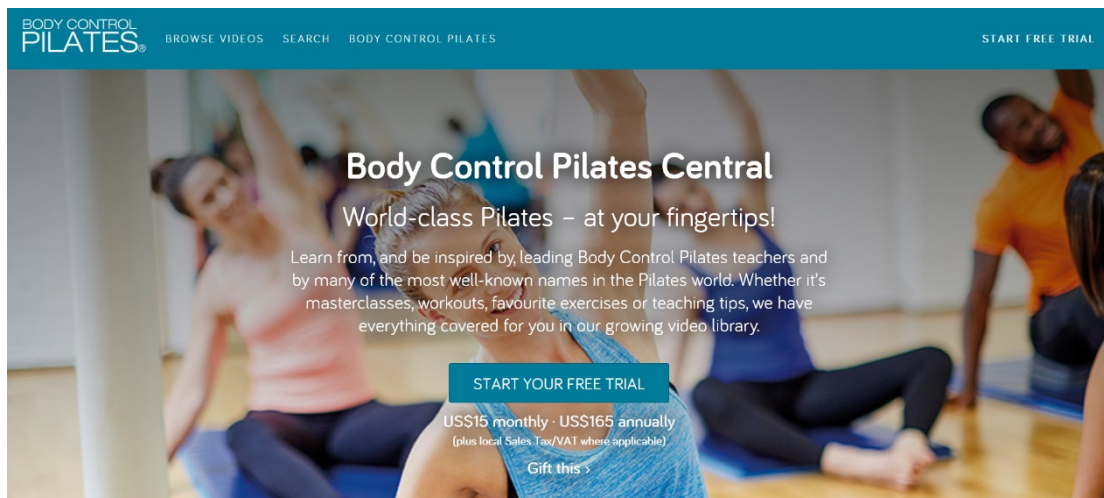 BODY CONTROL
PILATES®
BROWSE VIDEOS SEARCH BODY CONTROL PILATES
START FREE TRIAL
Body Control Pilates Central
World-class Pilates – at your fingertips!
Learn from, and be inspired by, leading Body Control Pilates teachers and
by many of the most well-known names in the Pilates world. Whether it's
masterclasses, workouts, favourite exercises or teaching tips, we have
everything covered for you in our growing video library.
START YOUR FREE TRIAL
US$15 monthly · US$165 annually
(plus local Sales Tax/VAT where applicable)
Gift this ›